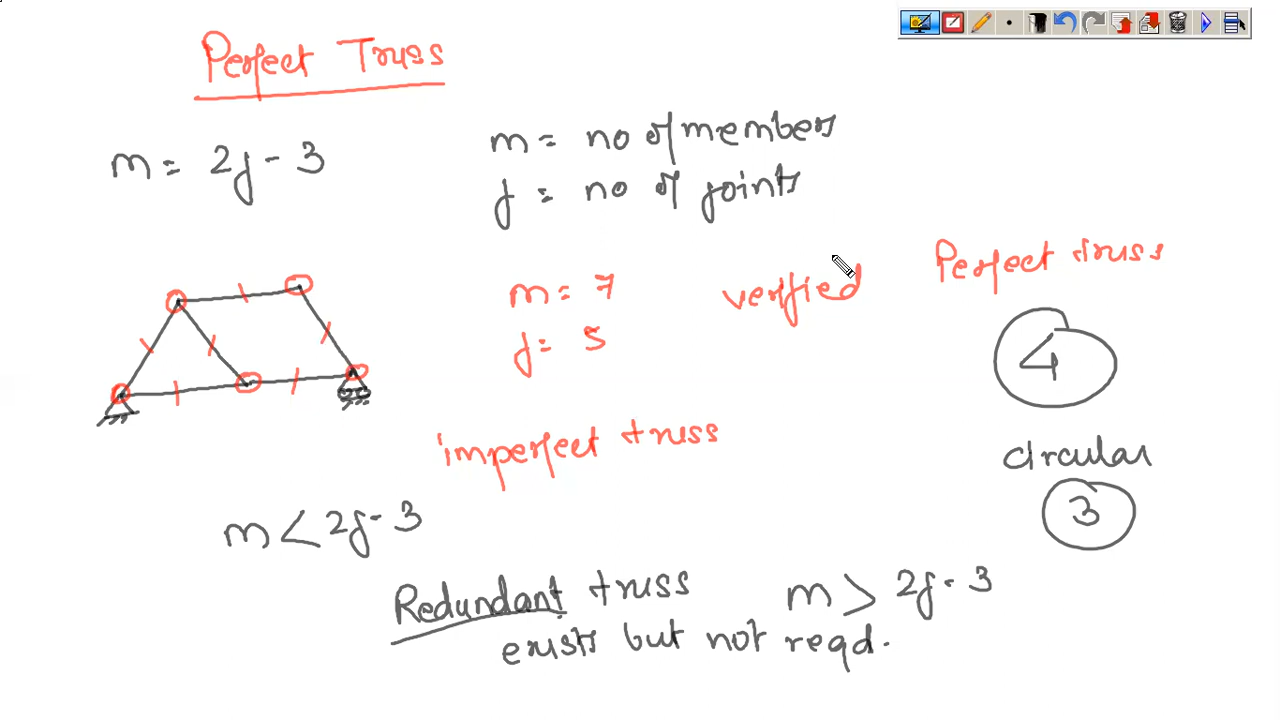 Perfect Truss
m = 2j - 3
m = no of members
j = no of joints
m = 7
j = 5
verified
Perfect truss
4
imperfect truss
circular
3
m < 2j - 3
Redundant truss
m > 2j - 3
exists but not reqd.